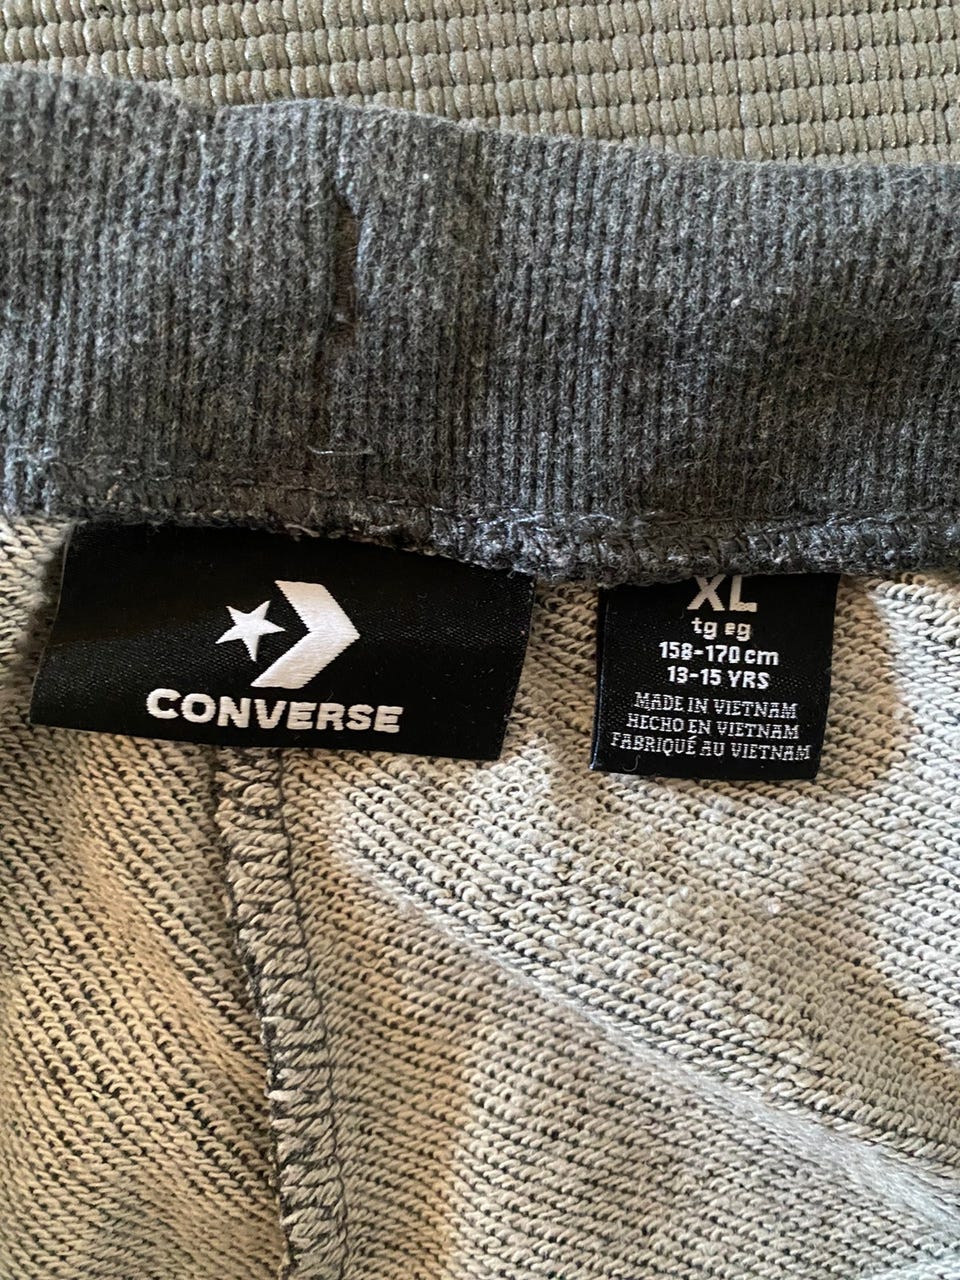 CONVERSE
XL
tg eg
158-170 cm
13-15 YRS
MADE IN VIETNAM
HECHO EN VIETNAM
FABRIQUÉ AU VIETNAM